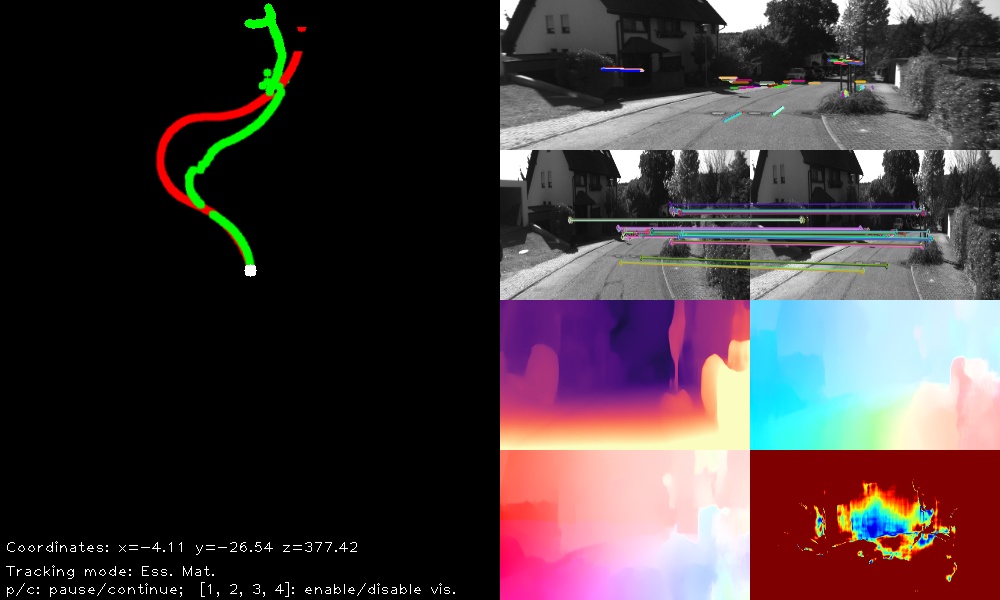 Coordinates: x=-4.11 y=-26.54 z=377.42
Tracking mode: Ess. Mat.
p/c: pause/continue; [1, 2, 3, 4]: enable/disable vis.